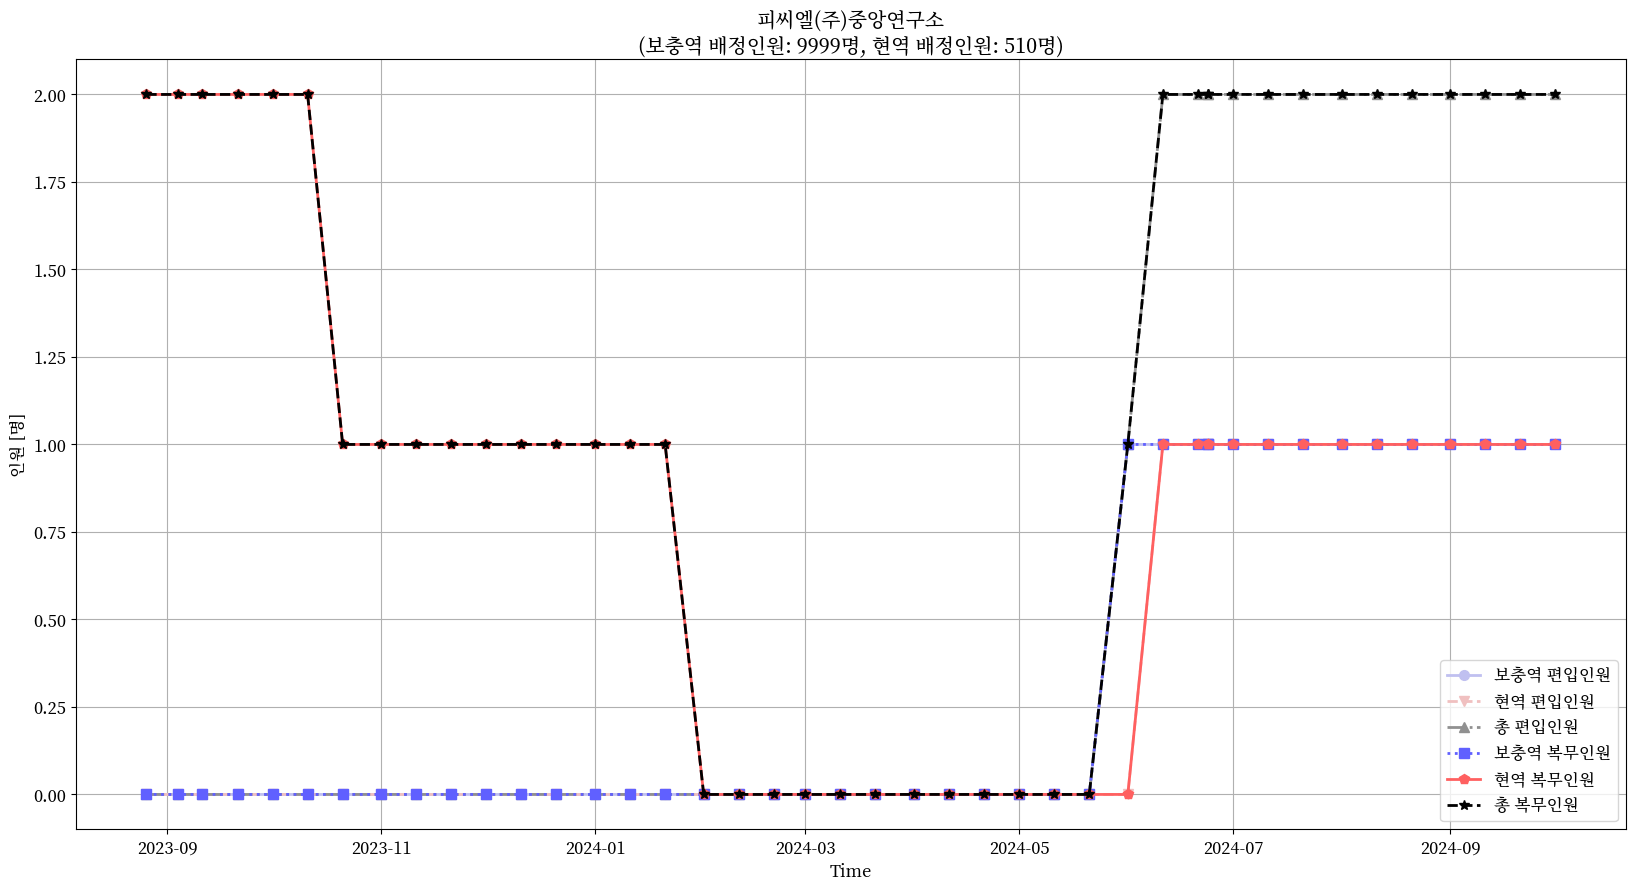 피씨엘(주)중앙연구소
(보충역 배정인원: 9999명, 현역 배정인원: 510명)
인원 [명]
2.00
1.75
1.50
1.25
1.00
0.75
0.50
0.25
0.00
보충역 편입인원
현역 편입인원
총 편입인원
보충역 복무인원
현역 복무인원
총 복무인원
2023-09
2023-11
2024-01
2024-03
2024-05
2024-07
2024-09
Time